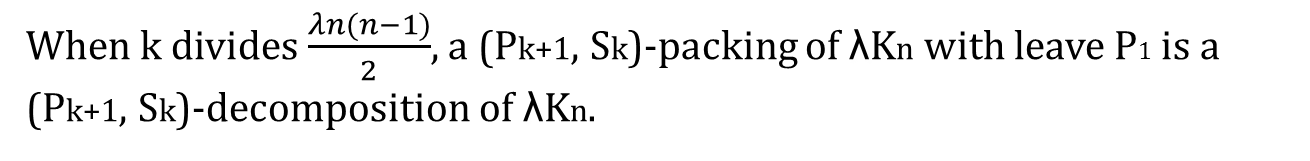 When k divides λn(n−1)/2, a (Pk+1, Sk)-packing of λKn with leave P1 is a
(Pk+1, Sk)-decomposition of λKn.